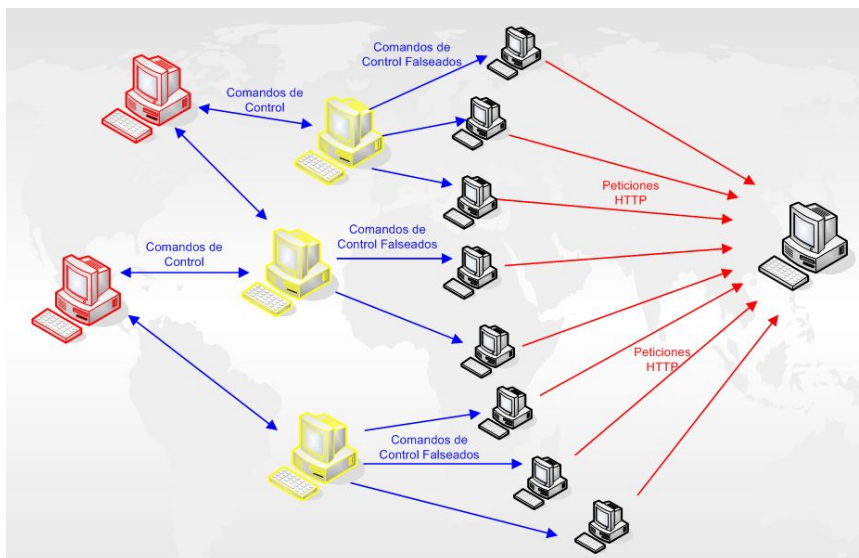 Comandos de
Control Falseados
Comandos de
Control
Peticiones
HTTP
Comandos de
Control Falseados
Comandos de
Control
Peticiones
HTTP
Comandos de
Control Falseados